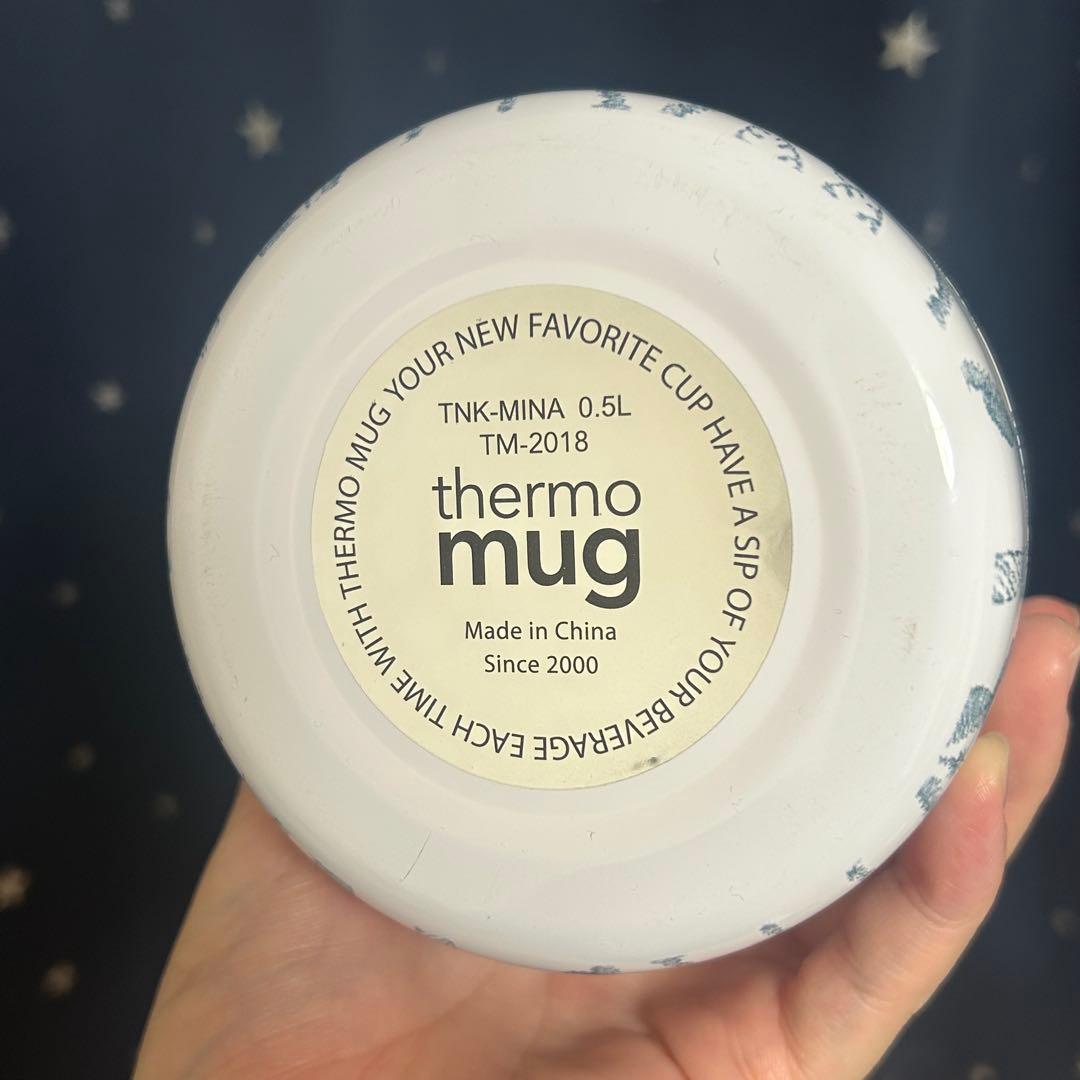 THERMO MUG YOUR NEW FAVORITE CUP HAVE A SIP OF YOUR BEVERAGE EACH TIME WITH
TNK-MINA 0.5L
TM-2018
thermo
mug
Made in China
Since 2000